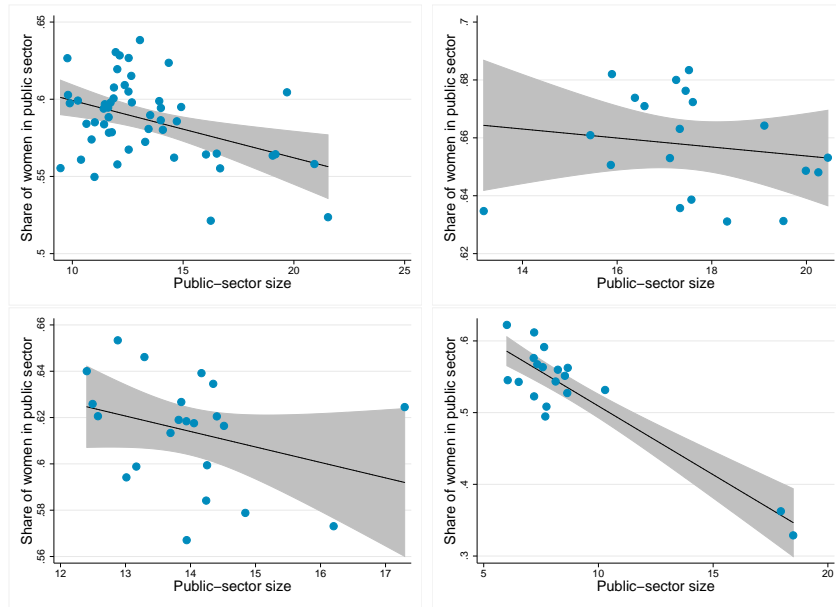 Share of women in public sector
.5 .55 .6 .65
10 15 20 25
Public−sector size
Share of women in public sector
.62 .64 .66 .68 .7
14 16 18 20
Public−sector size
Share of women in public sector
.56 .58 .6 .62 .64 .66
12 13 14 15 16 17
Public−sector size
Share of women in public sector
.3 .4 .5 .6
5 10 15 20
Public−sector size